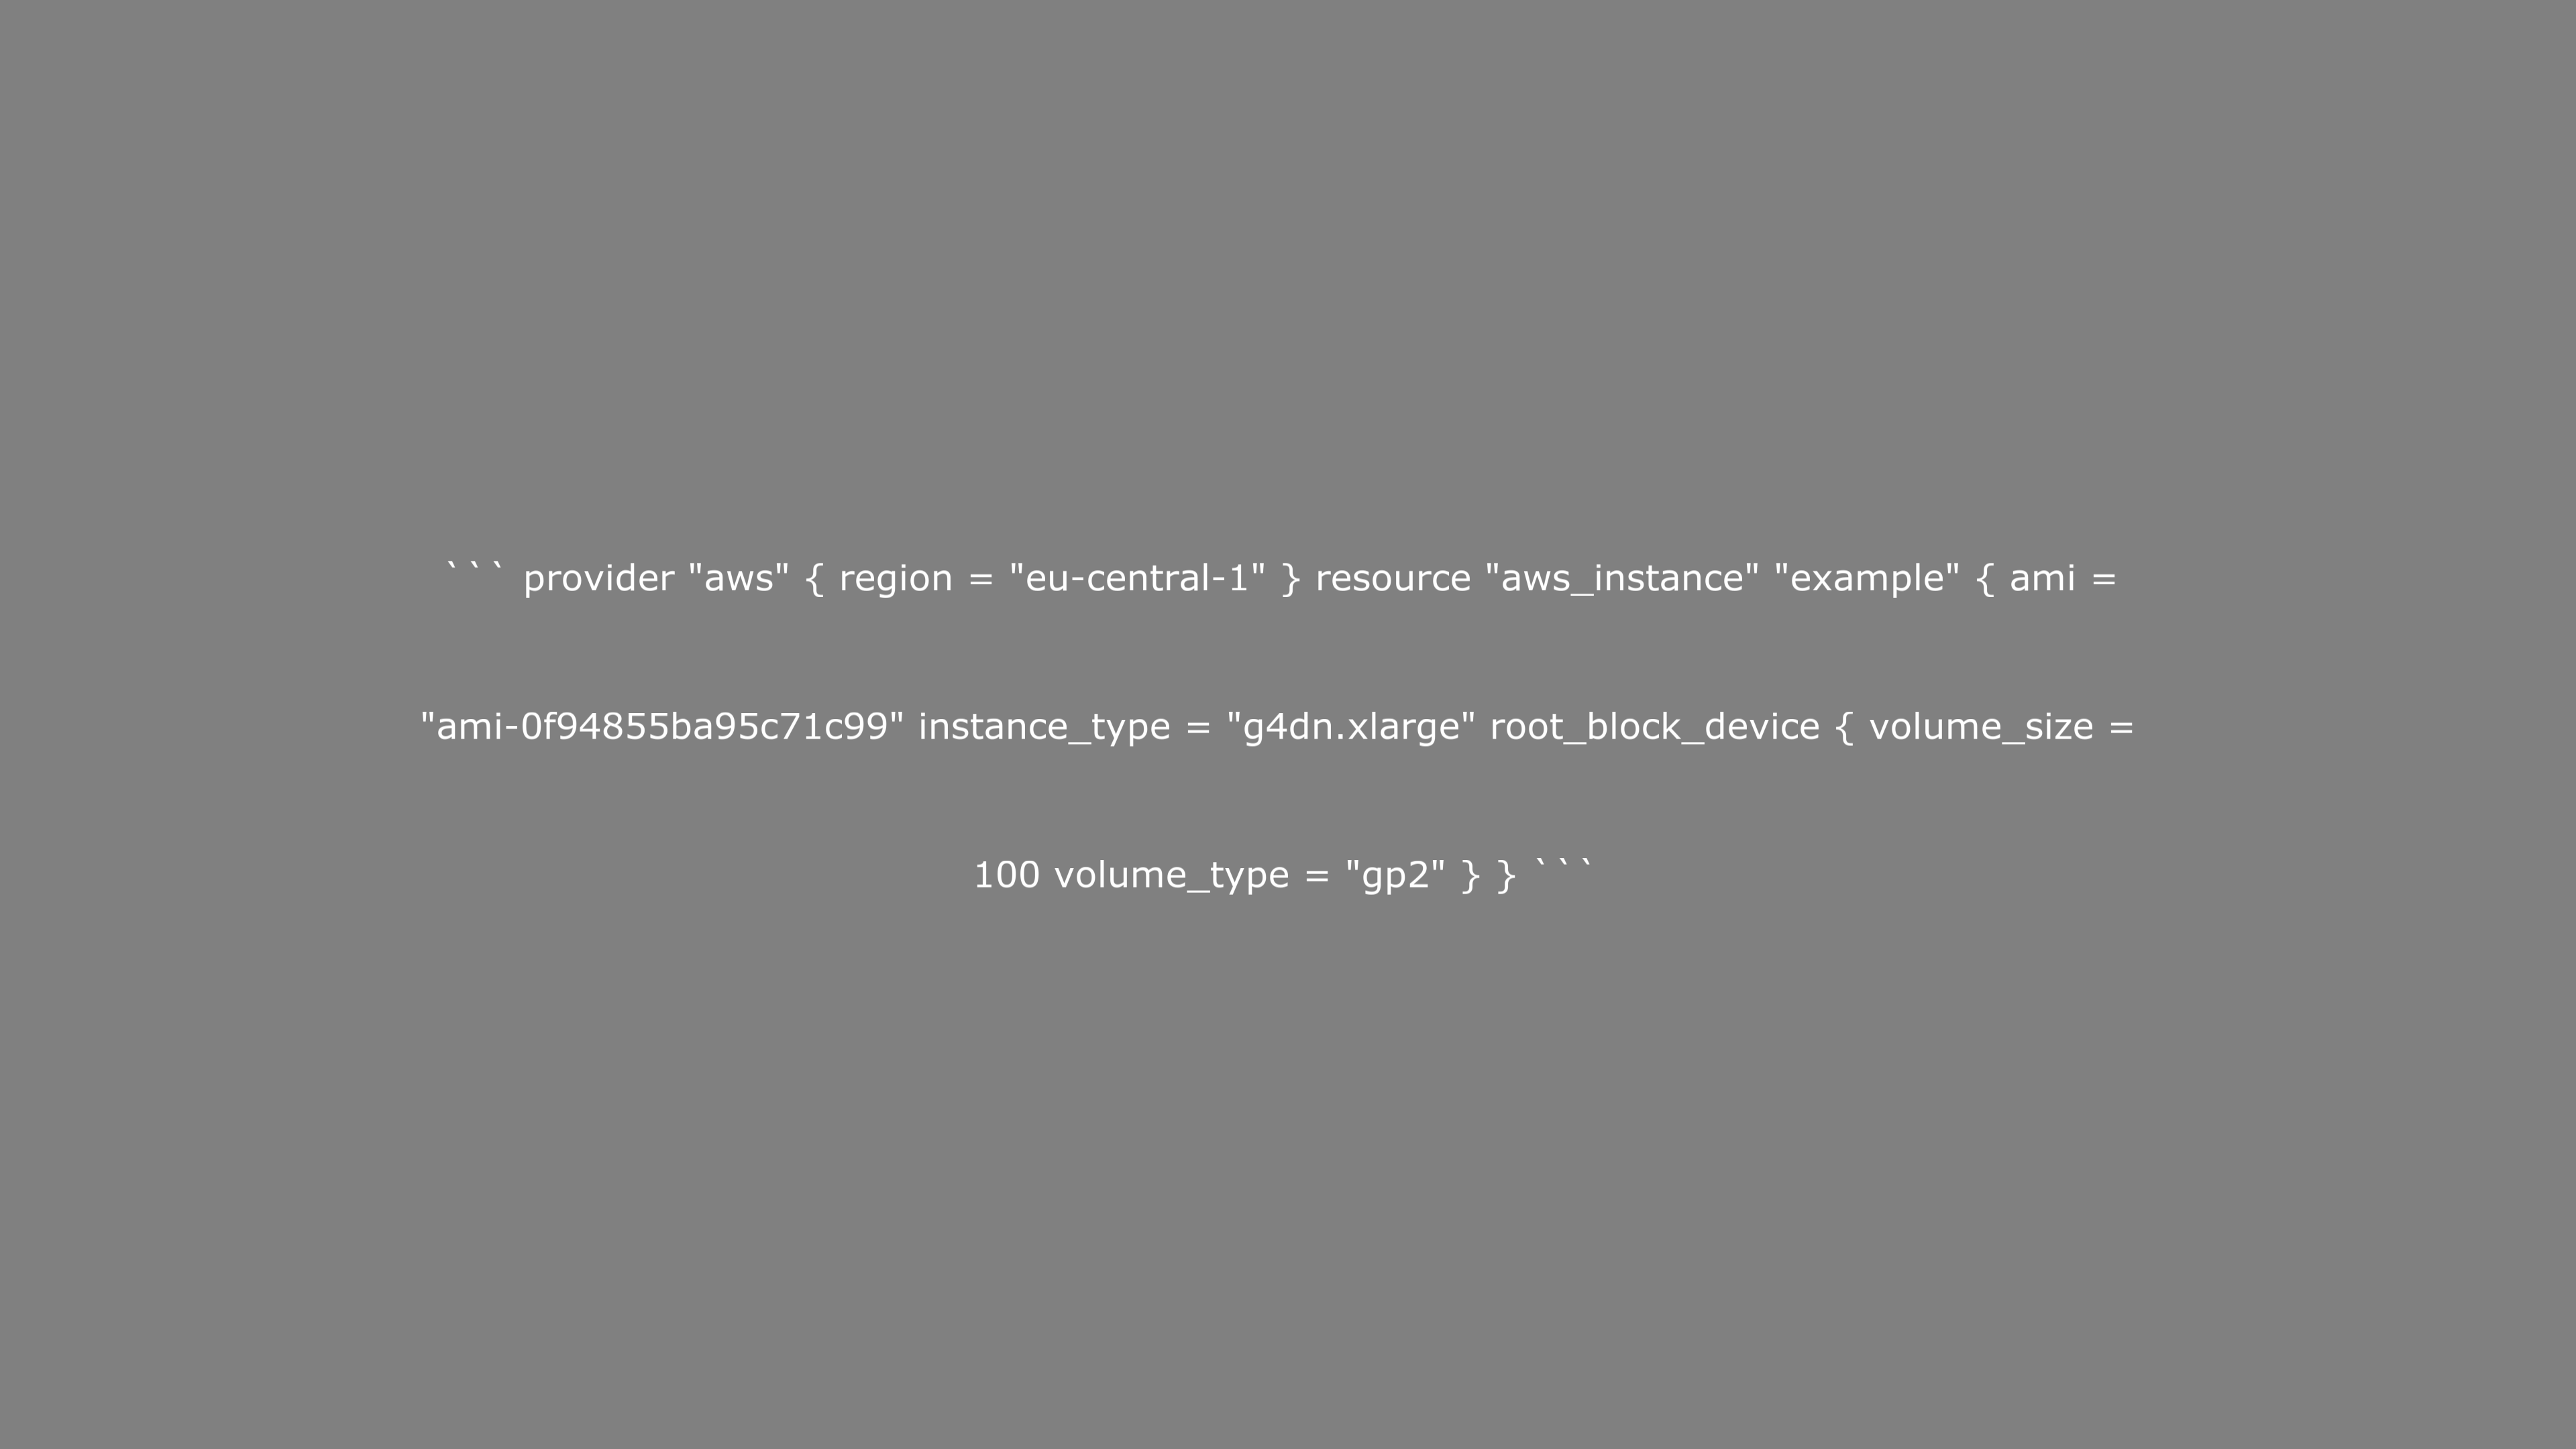 ``` provider "aws" { region = "eu-central-1" } resource "aws_instance" "example" { ami =
"ami-0f94855ba95c71c99" instance_type = "g4dn.xlarge" root_block_device { volume_size =
100 volume_type = "gp2" } } ```